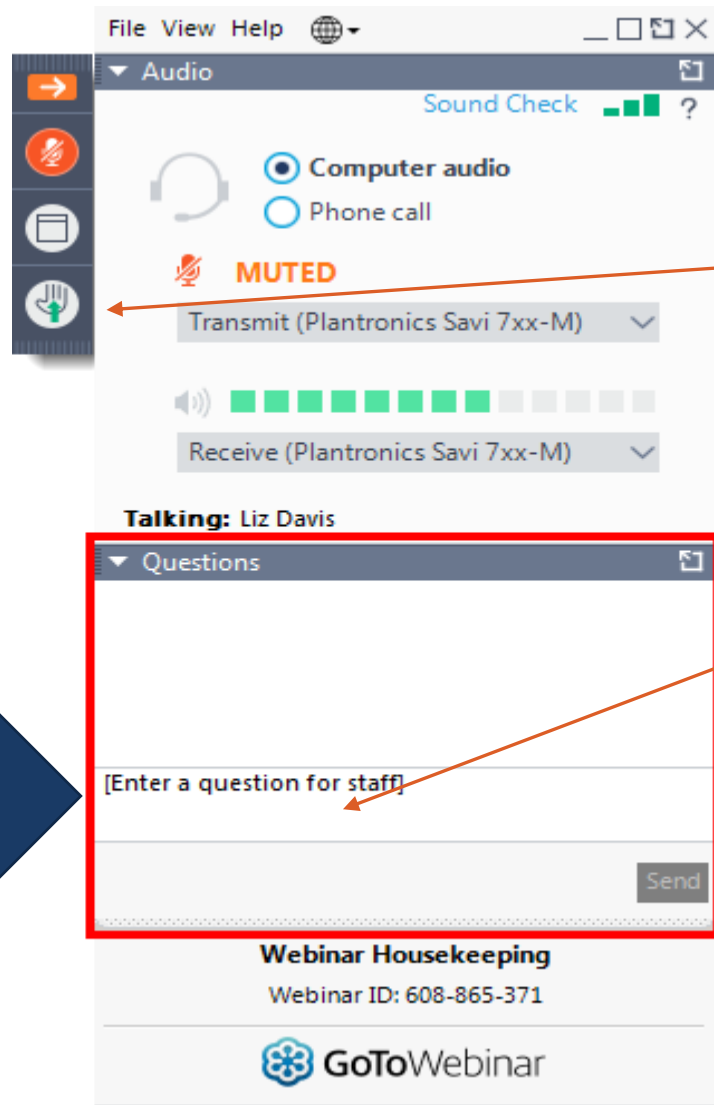 File View Help
Audio
Sound Check ?
Computer audio
Phone call
MUTED
Transmit (Plantronics Savi 7xx-M)
Receive (Plantronics Savi 7xx-M)
Talking: Liz Davis
Questions
[Enter a question for staff]
Send
Webinar Housekeeping
Webinar ID: 608-865-371
GoToWebinar